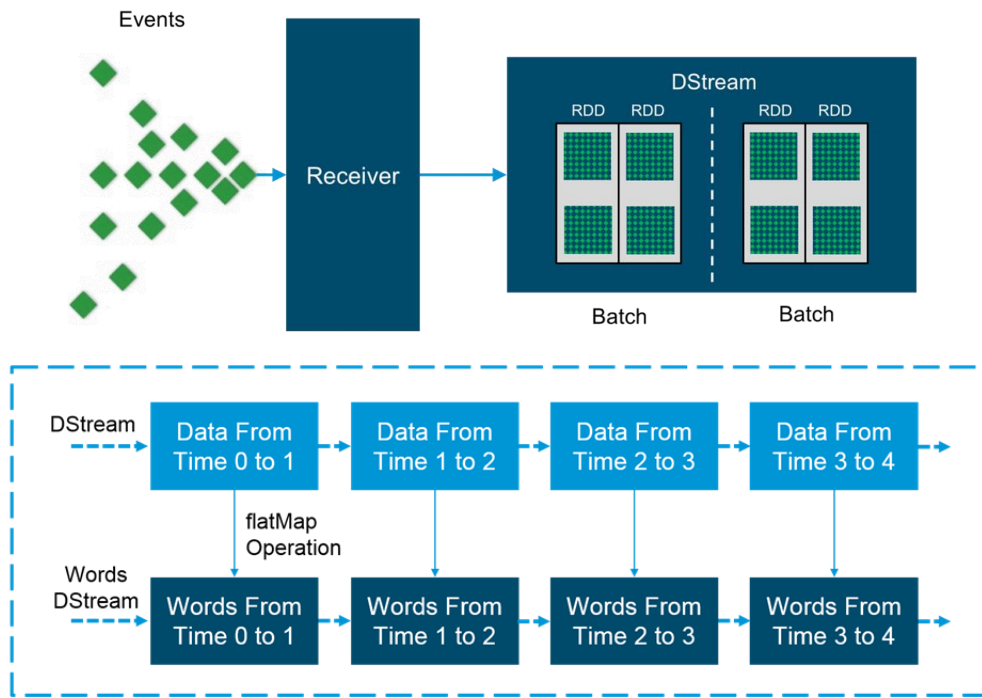 Events
Receiver
DStream
RDD RDD RDD RDD
Batch Batch
DStream
Data From
Time 0 to 1
Data From
Time 1 to 2
Data From
Time 2 to 3
Data From
Time 3 to 4
flatMap
Operation
Words
DStream
Words From
Time 0 to 1
Words From
Time 1 to 2
Words From
Time 2 to 3
Words From
Time 3 to 4